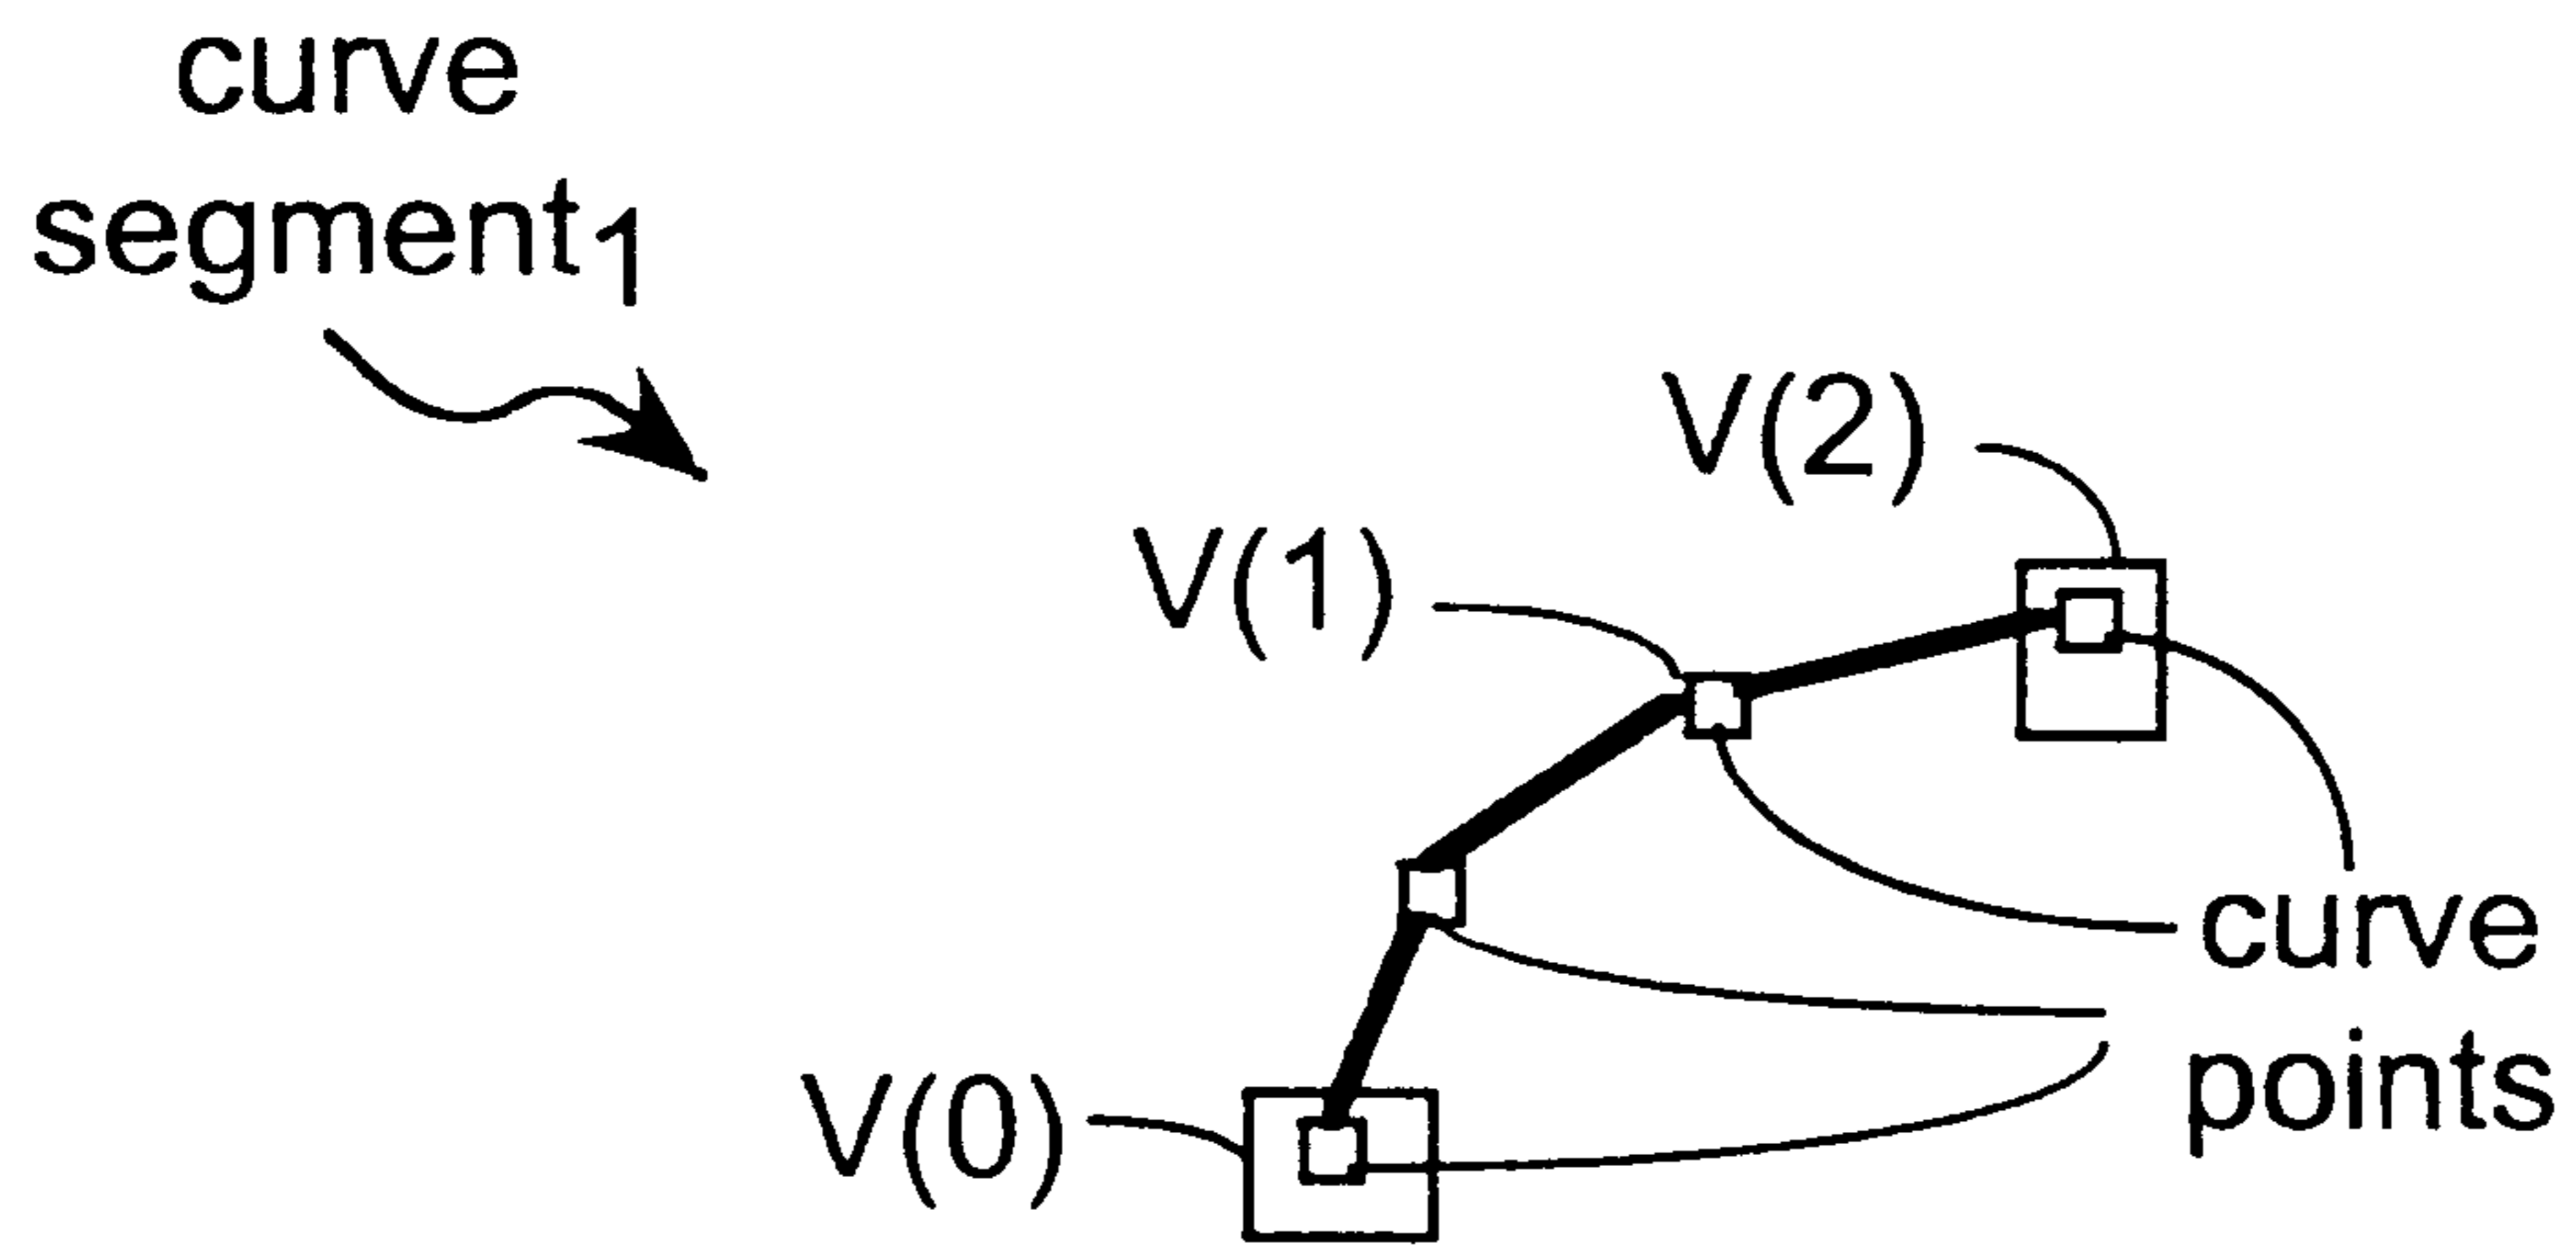 curve
segment₁
V(2)
V(1)
V(0)
curve
points